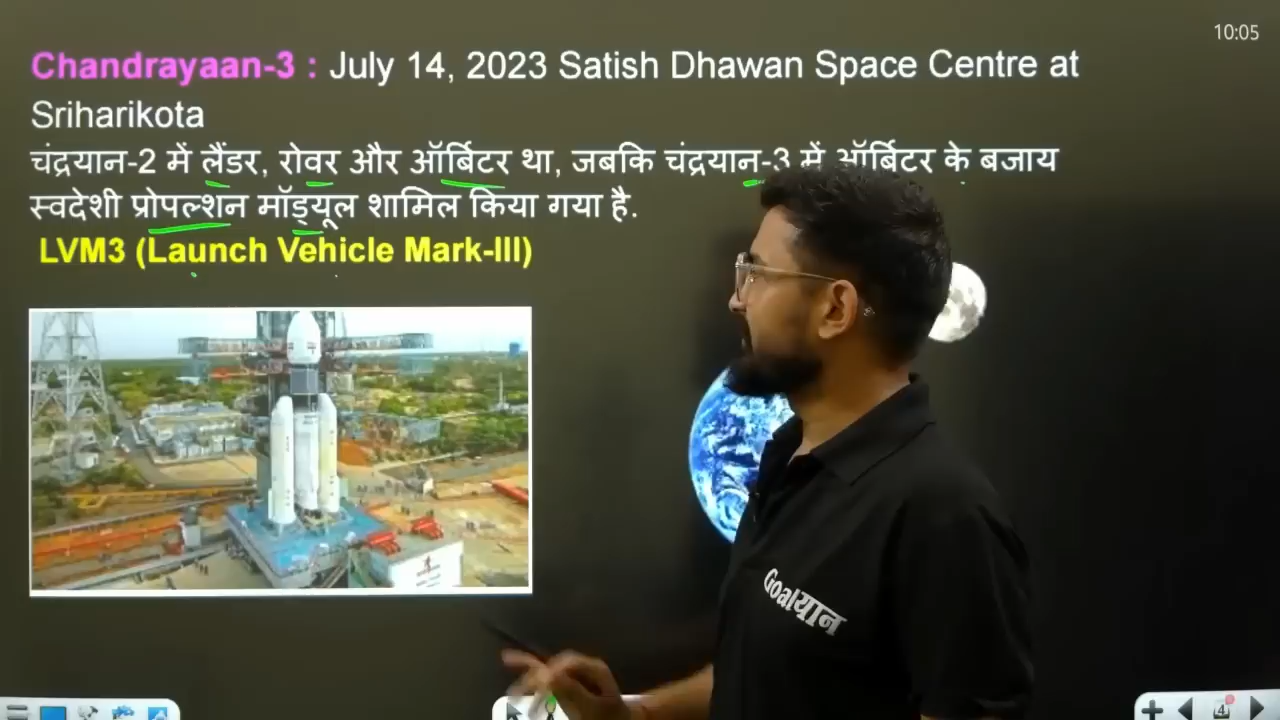 10:05
Chandrayaan-3 : July 14, 2023 Satish Dhawan Space Centre at
Sriharikota
चंद्रयान-2 में लैंडर, रोवर और ऑर्बिटर था, जबकि चंद्रयान-3 में ऑर्बिटर के बजाय
स्वदेशी प्रोपल्शन मॉड्यूल शामिल किया गया है.
LVM3 (Launch Vehicle Mark-III)
Goalयान
4